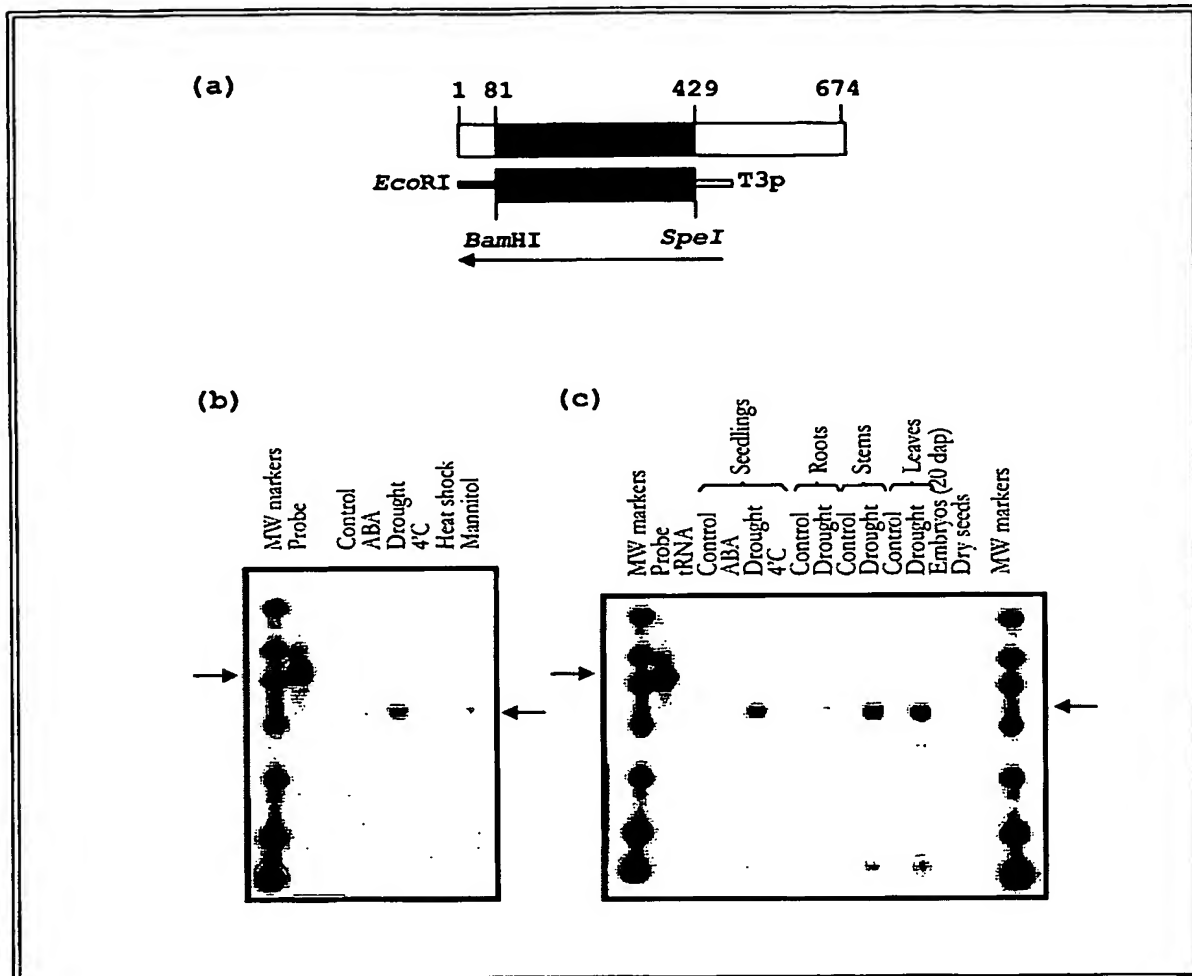 (a)
1 81 429 674
EcoRI T3p
BamHI SpeI
(b)
MW markers
Probe
Control
ABA
Drought
4'C
Heat shock
Mannitol
(c)
Seedlings
Roots
Stems
Leaves
MW markers
Probe
tRNA
Control
ABA
Drought
4'C
Control
Drought
Control
Drought
Control
Drought
Embryos (20 dap)
Dry seeds
MW markers